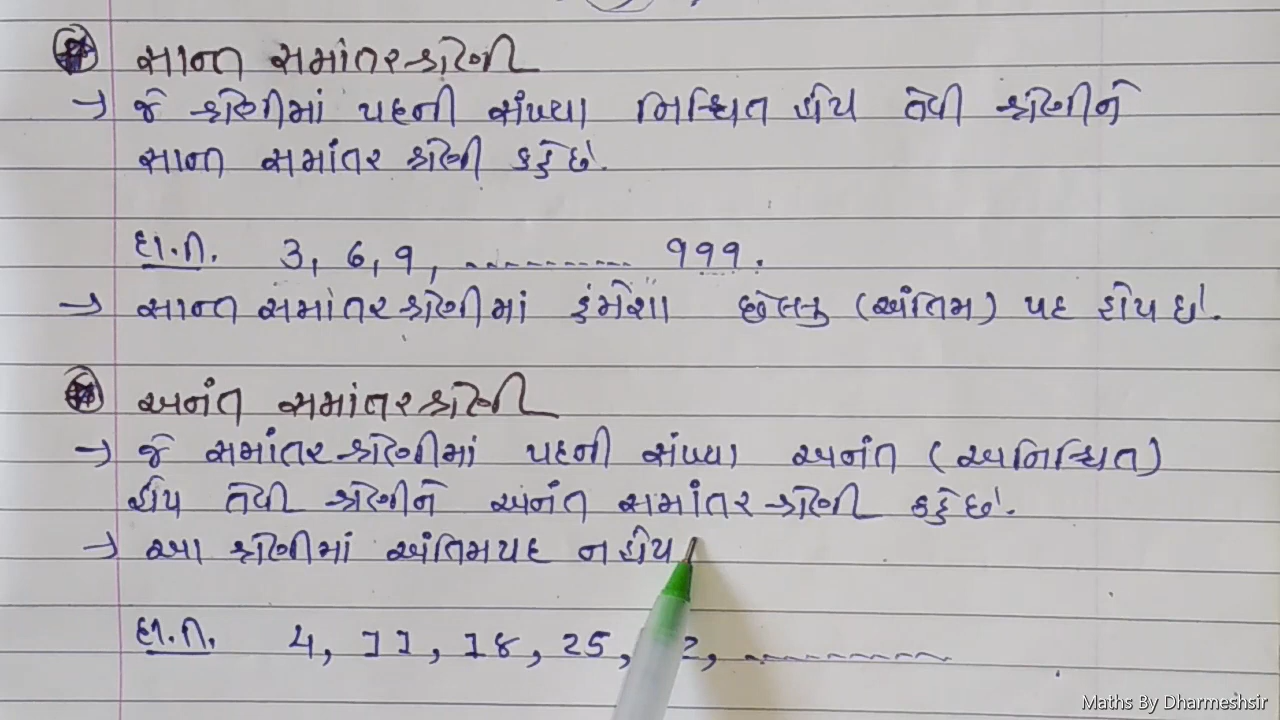 સાન્ત સમાંતર શ્રેણી
→ જે શ્રેણીમાં પદની સંખ્યા નિશ્ચિત હોય તેવી શ્રેણીને
સાન્ત સમાંતર શ્રેણી કહે છે.
દા.ત. 3, 6, 9, .......... 999.
→ સાન્ત સમાંતર શ્રેણીમાં હંમેશા છેલ્લુ (અંતિમ) પદ હોય છે.
અનંત સમાંતર શ્રેણી
→ જે સમાંતર શ્રેણીમાં પદની સંખ્યા અનંત (અનિશ્ચિત)
હોય તેવી શ્રેણીને અનંત સમાંતર શ્રેણી કહે છે.
→ આ શ્રેણીમાં અંતિમપદ ન હોય
દા.ત. 4, 11, 18, 25, 2, ..........
Maths By Dharmeshsir